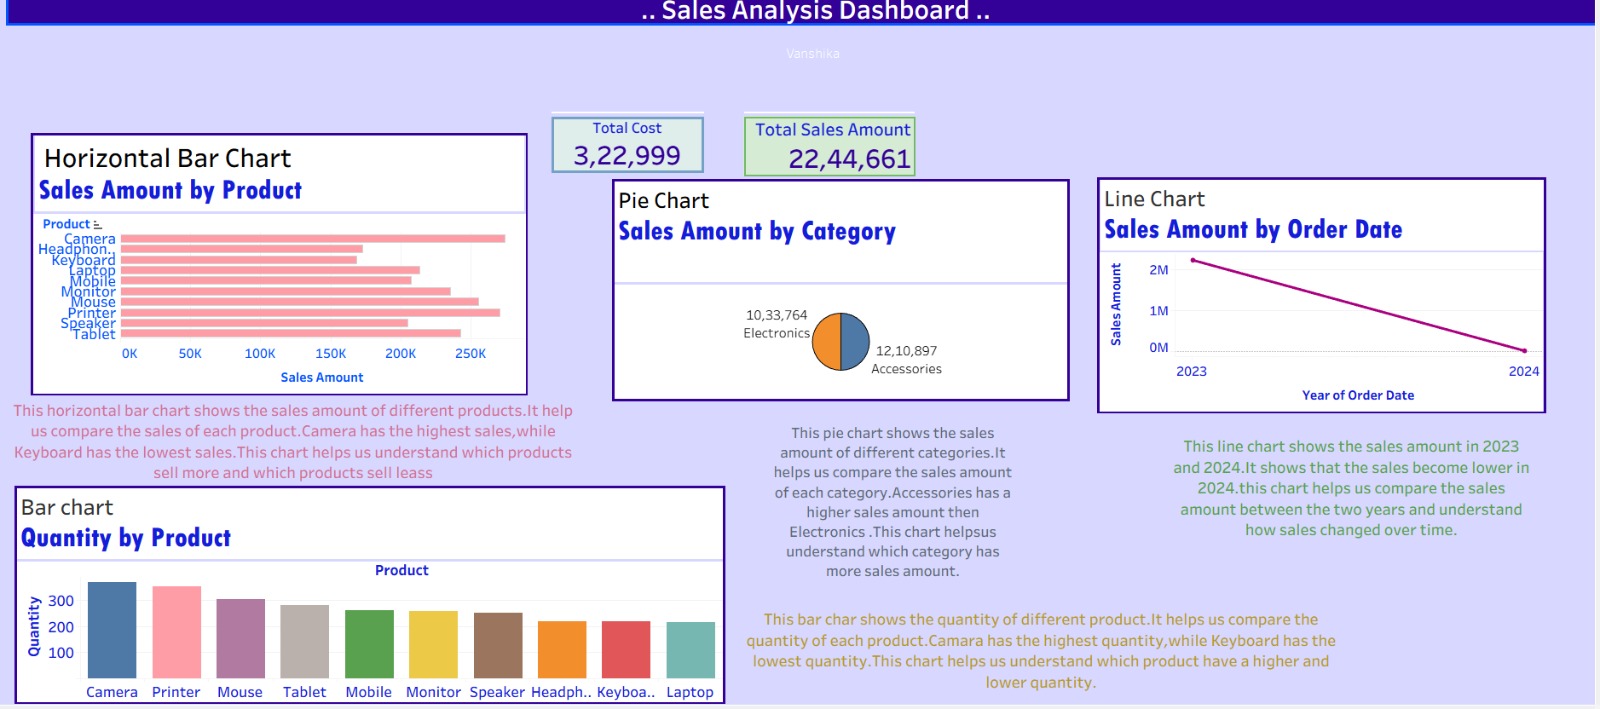 .. Sales Analysis Dashboard ..
Vanshika
Total Cost
3,22,999
Total Sales Amount
22,44,661
Horizontal Bar Chart
Sales Amount by Product
Product
Camera
Headphon..
Keyboard
Laptop
Mobile
Monitor
Mouse
Printer
Speaker
Tablet
0K 50K 100K 150K 200K 250K
Sales Amount
This horizontal bar chart shows the sales amount of different products.It help
us compare the sales of each product.Camera has the highest sales,while
Keyboard has the lowest sales.This chart helps us understand which products
sell more and which products sell leass
Pie Chart
Sales Amount by Category
10,33,764
Electronics
12,10,897
Accessories
This pie chart shows the sales
amount of different categories.It
helps us compare the sales amount
of each category.Accessories has a
higher sales amount then
Electronics .This chart helpsus
understand which category has
more sales amount.
Line Chart
Sales Amount by Order Date
Sales Amount
2M
1M
0M
2023 2024
Year of Order Date
This line chart shows the sales amount in 2023
and 2024.It shows that the sales become lower in
2024.this chart helps us compare the sales
amount between the two years and understand
how sales changed over time.
Bar chart
Quantity by Product
Product
Quantity
300
200
100
Camera Printer Mouse Tablet Mobile Monitor Speaker Headph.. Keyboa.. Laptop
This bar char shows the quantity of different product.It helps us compare the
quantity of each product.Camara has the highest quantity,while Keyboard has the
lowest quantity.This chart helps us understand which product have a higher and
lower quantity.